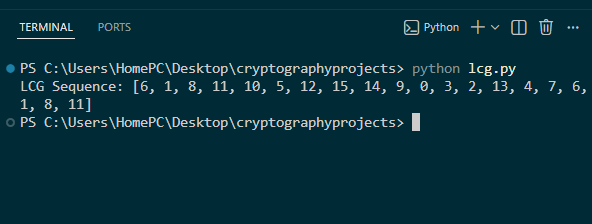 TERMINAL PORTS Python
PS C:\Users\HomePC\Desktop\cryptographyprojects> python lcg.py
LCG Sequence: [6, 1, 8, 11, 10, 5, 12, 15, 14, 9, 0, 3, 2, 13, 4, 7, 6,
1, 8, 11]
PS C:\Users\HomePC\Desktop\cryptographyprojects>